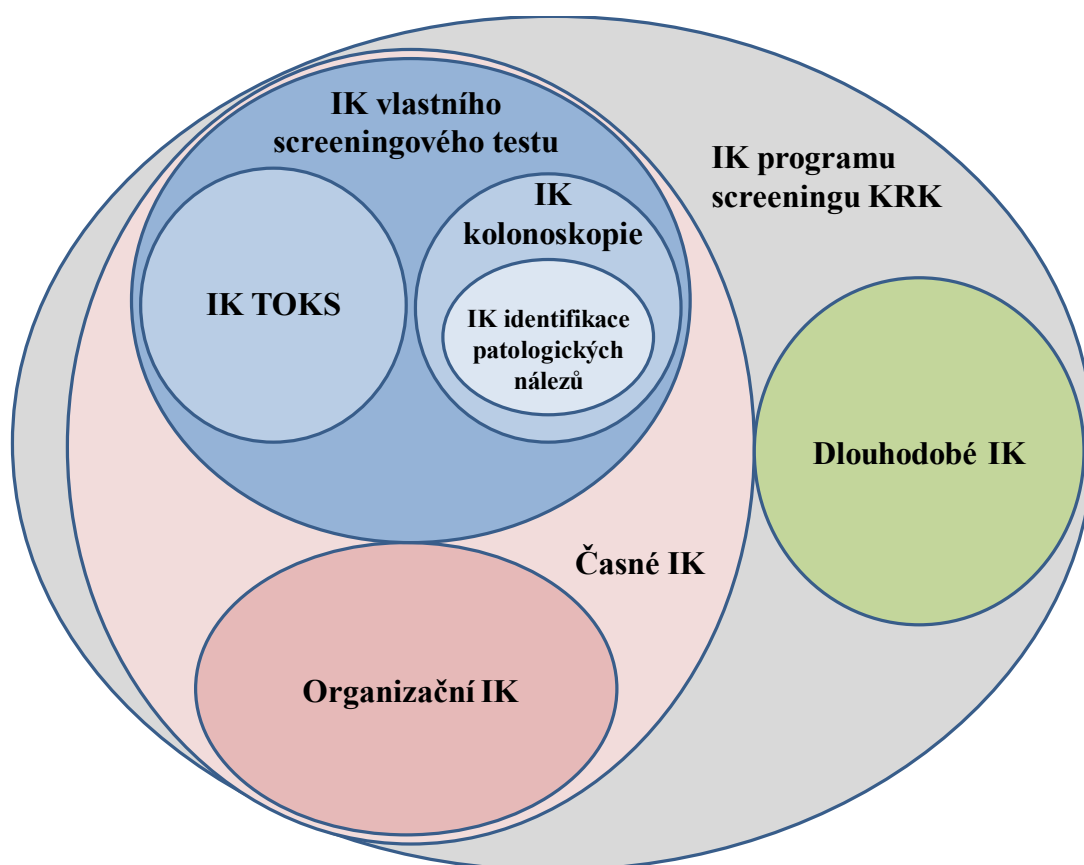 IK vlastního
screeningového testu
IK programu
screeningu KRK
IK
kolonoskopie
IK TOKS
IK identifikace
patologických
nálezů
Dlouhodobé IK
Časné IK
Organizační IK